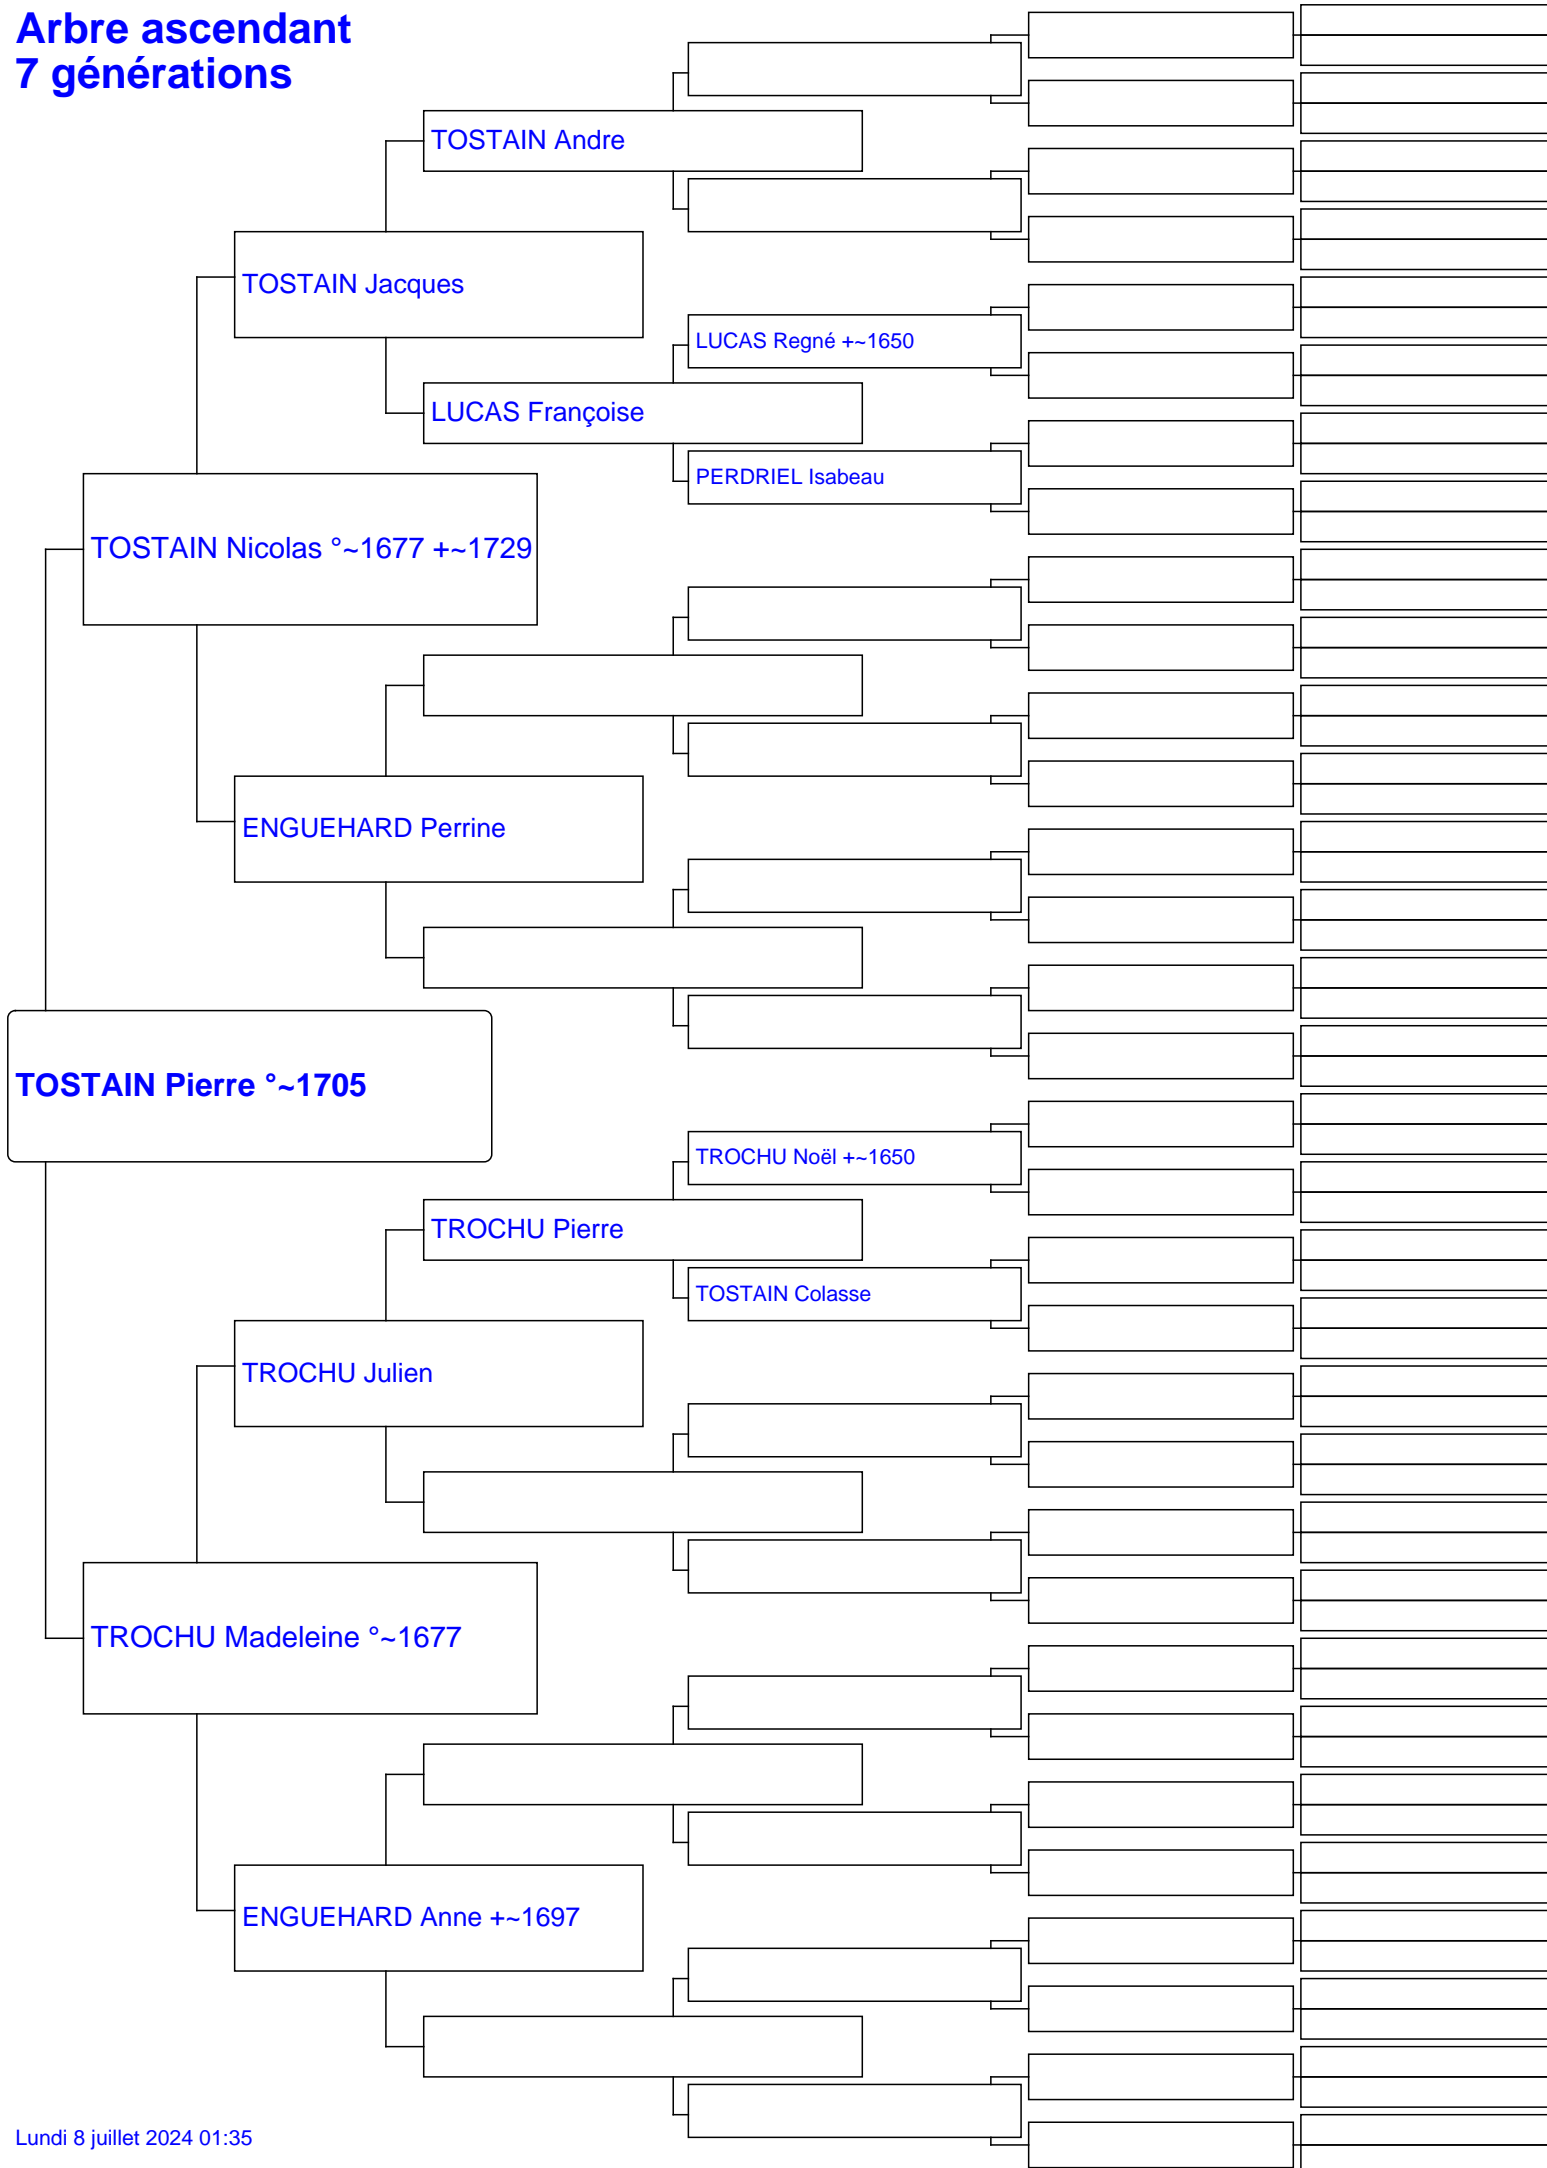 Arbre ascendant
7 générations
TOSTAIN Andre
TOSTAIN Jacques
LUCAS Regné +~1650
LUCAS Françoise
PERDRIEL Isabeau
TOSTAIN Nicolas °~1677 +~1729
ENGUEHARD Perrine
TOSTAIN Pierre °~1705
TROCHU Noël +~1650
TROCHU Pierre
TOSTAIN Colasse
TROCHU Julien
TROCHU Madeleine °~1677
ENGUEHARD Anne +~1697
Lundi 8 juillet 2024 01:35